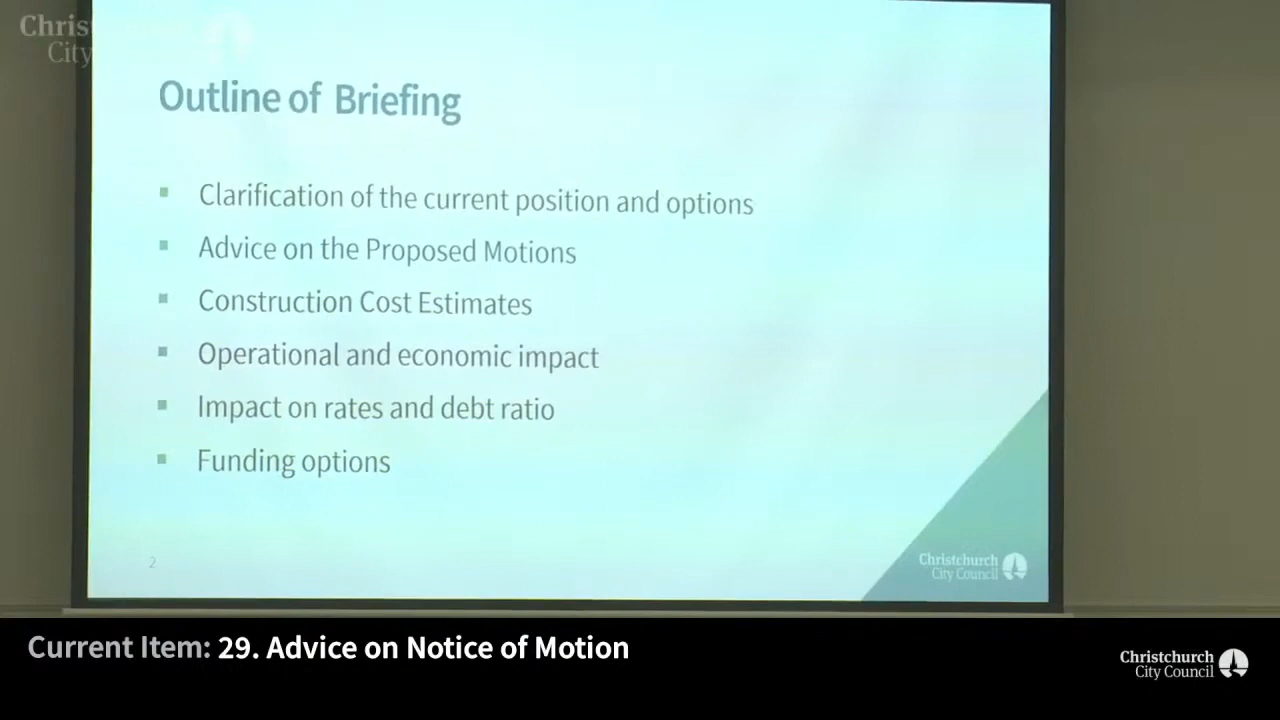 Chris
City
Outline of Briefing
Clarification of the current position and options
Advice on the Proposed Motions
Construction Cost Estimates
Operational and economic impact
Impact on rates and debt ratio
Funding options
2
Christchurch
City Council
Current Item: 29. Advice on Notice of Motion
Christchurch
City Council